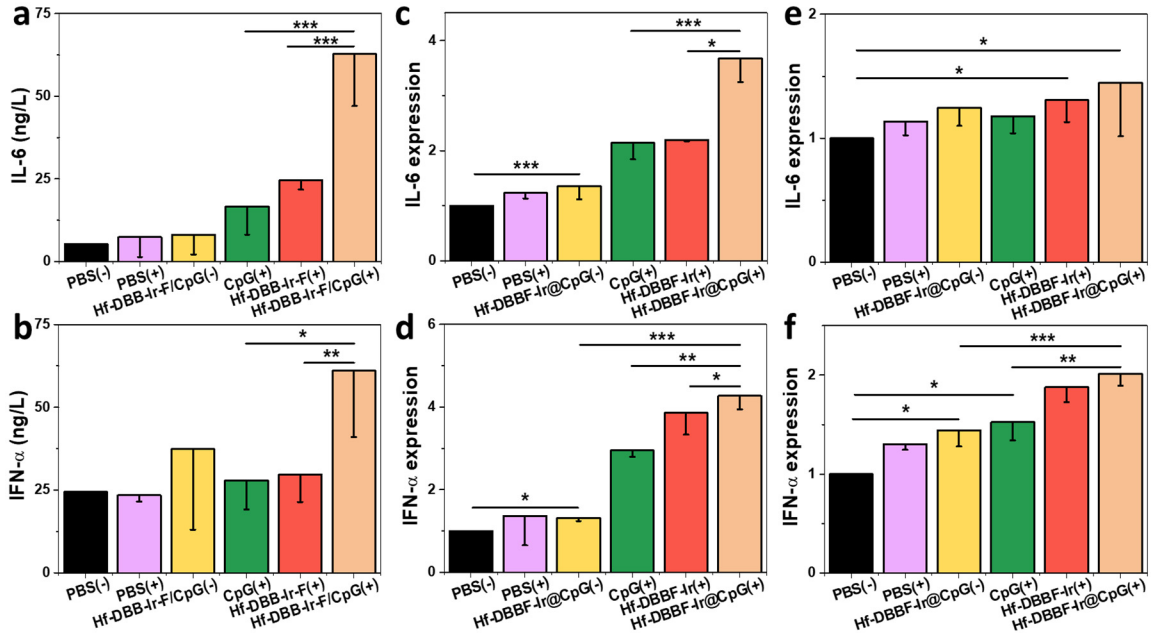 a
75
50
25
0
IL-6 (ng/L)
***
***
PBS(-)
PBS(+)
Hf-DBB-Ir-F/CpG(-)
CpG(+)
Hf-DBB-Ir-F(+)
Hf-DBB-Ir-F/CpG(+)
c
4
2
0
IL-6 expression
***
*
***
PBS(-)
PBS(+)
Hf-DBBF-Ir@CpG(-)
CpG(+)
Hf-DBBF-Ir(+)
Hf-DBBF-Ir@CpG(+)
e
2
1
0
IL-6 expression
*
*
PBS(-)
PBS(+)
Hf-DBBF-Ir@CpG(-)
CpG(+)
Hf-DBBF-Ir(+)
Hf-DBBF-Ir@CpG(+)
b
75
50
25
0
IFN-α (ng/L)
*
**
PBS(-)
PBS(+)
Hf-DBB-Ir-F/CpG(-)
CpG(+)
Hf-DBB-Ir-F(+)
Hf-DBB-Ir-F/CpG(+)
d
6
4
2
0
IFN-α expression
***
**
*
*
PBS(-)
PBS(+)
Hf-DBBF-Ir@CpG(-)
CpG(+)
Hf-DBBF-Ir(+)
Hf-DBBF-Ir@CpG(+)
f
2
1
0
IFN-α expression
***
**
*
*
PBS(-)
PBS(+)
Hf-DBBF-Ir@CpG(-)
CpG(+)
Hf-DBBF-Ir(+)
Hf-DBBF-Ir@CpG(+)